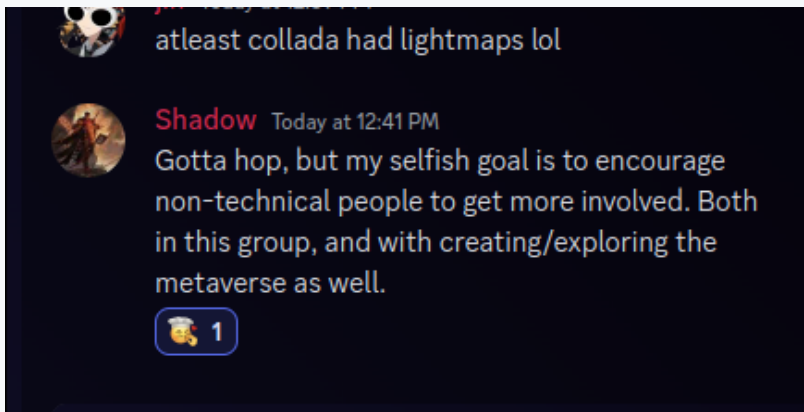 atleast collada had lightmaps lol
Shadow Today at 12:41 PM
Gotta hop, but my selfish goal is to encourage
non-technical people to get more involved. Both
in this group, and with creating/exploring the
metaverse as well.
1